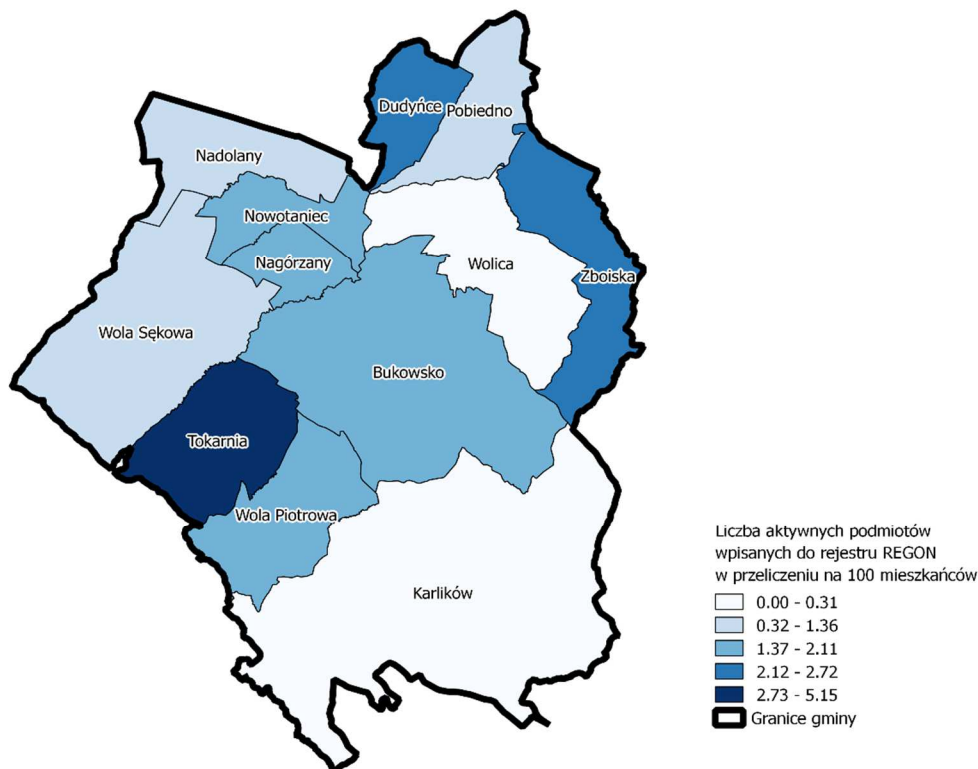 Dudyńce
Pobiedno
Nadolany
Nowotaniec
Nagórzany
Wolica
Zboiska
Wola Sękowa
Bukowsko
Tokarnia
Wola Piotrowa
Karlików
Liczba aktywnych podmiotów
wpisanych do rejestru REGON
w przeliczeniu na 100 mieszkańców
0.00 - 0.31
0.32 - 1.36
1.37 - 2.11
2.12 - 2.72
2.73 - 5.15
Granice gminy